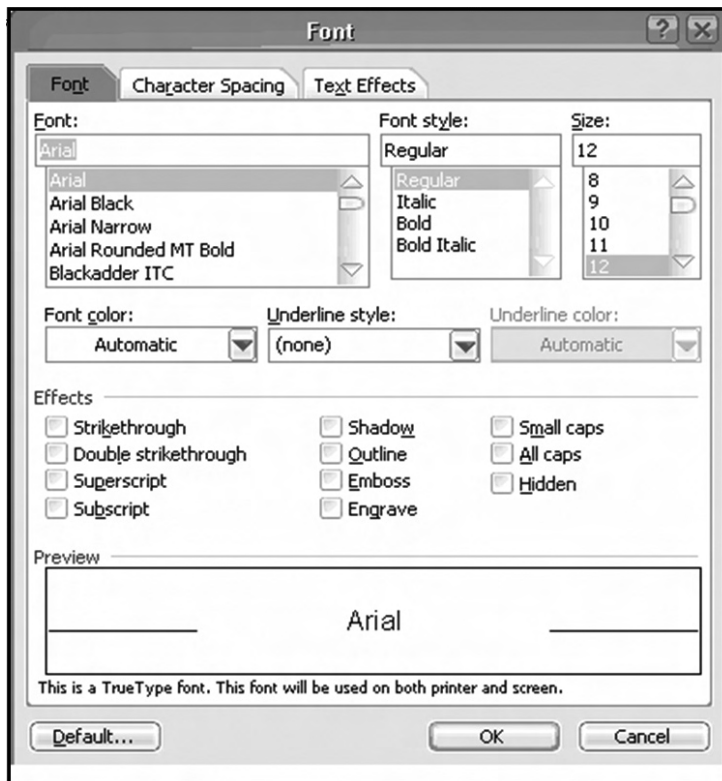 Font
Font Character Spacing Text Effects
Font: Font style: Size:
Arial Regular 12
Arial Regular 8
Arial Black Italic 9
Arial Narrow Bold 10
Arial Rounded MT Bold Bold Italic 11
Blackadder ITC 12
Font color: Underline style: Underline color:
Automatic (none) Automatic
Effects
Strikethrough Shadow Small caps
Double strikethrough Outline All caps
Superscript Emboss Hidden
Subscript Engrave
Preview
Arial
This is a TrueType font. This font will be used on both printer and screen.
Default... OK Cancel